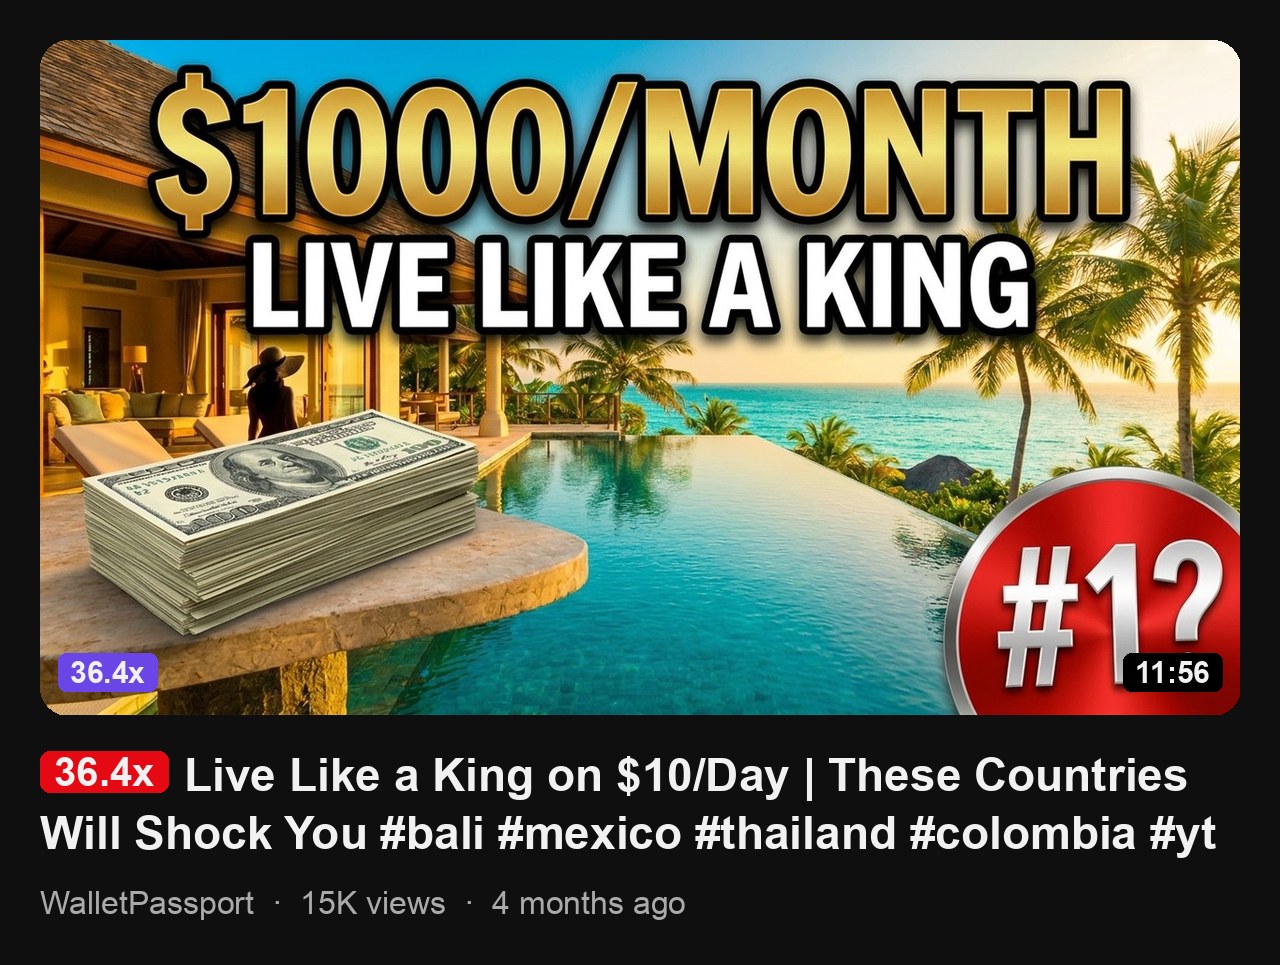 $1000/MONTH
LIVE LIKE A KING
#1?
36.4x
11:56
36.4x Live Like a King on $10/Day | These Countries
Will Shock You #bali #mexico #thailand #colombia #yt
WalletPassport · 15K views · 4 months ago